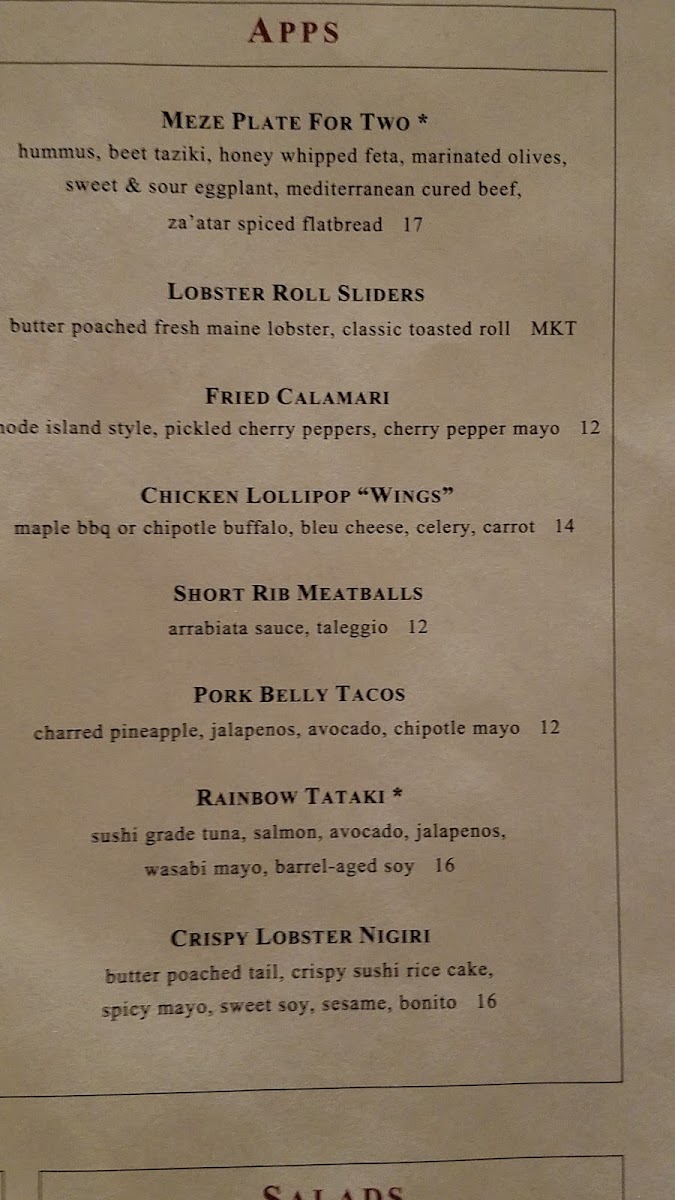 APPS
MEZE PLATE FOR TWO *
hummus, beet taziki, honey whipped feta, marinated olives,
sweet & sour eggplant, mediterranean cured beef,
za’atar spiced flatbread 17
LOBSTER ROLL SLIDERS
butter poached fresh maine lobster, classic toasted roll MKT
FRIED CALAMARI
island style, pickled cherry peppers, cherry pepper mayo 12
CHICKEN LOLLIPOP “WINGS”
maple bbq or chipotle buffalo, bleu cheese, celery, carrot 14
SHORT RIB MEATBALLS
arrabiata sauce, taleggio 12
PORK BELLY TACOS
charred pineapple, jalapenos, avocado, chipotle mayo 12
RAINBOW TATAKI *
sushi grade tuna, salmon, avocado, jalapenos,
wasabi mayo, barrel-aged soy 16
CRISPY LOBSTER NIGIRI
butter poached tail, crispy sushi rice cake,
spicy mayo, sweet soy, sesame, bonito 16
SALADS